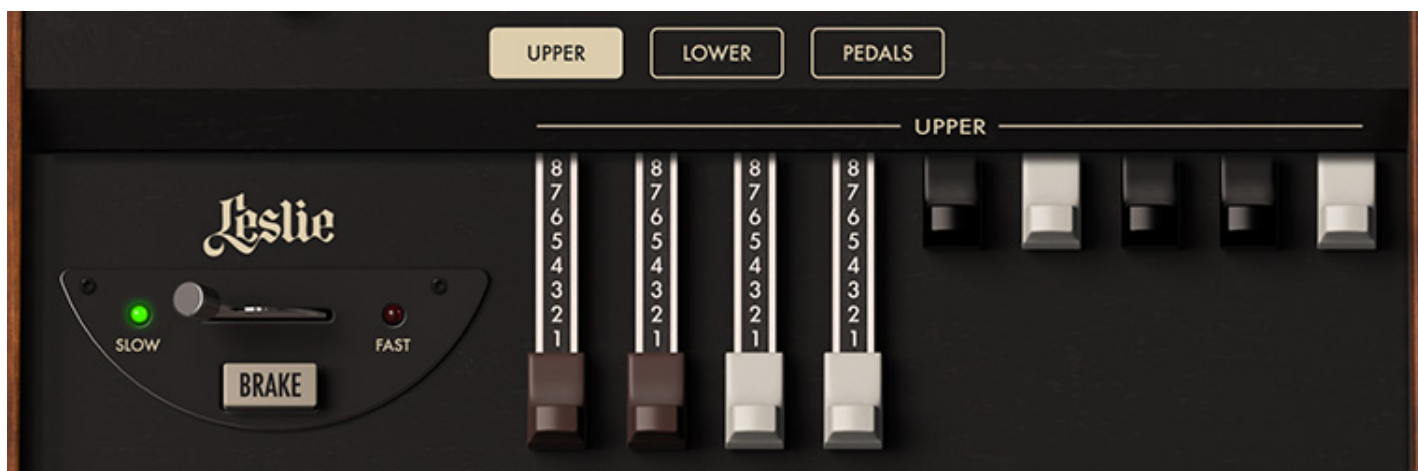 UPPER LOWER PEDALS
UPPER
8 8 8 8
7 7 7 7
6 6 6 6
5 5 5 5
4 4 4 4
3 3 3 3
2 2 2 2
1 1 1 1
Leslie
SLOW FAST
BRAKE